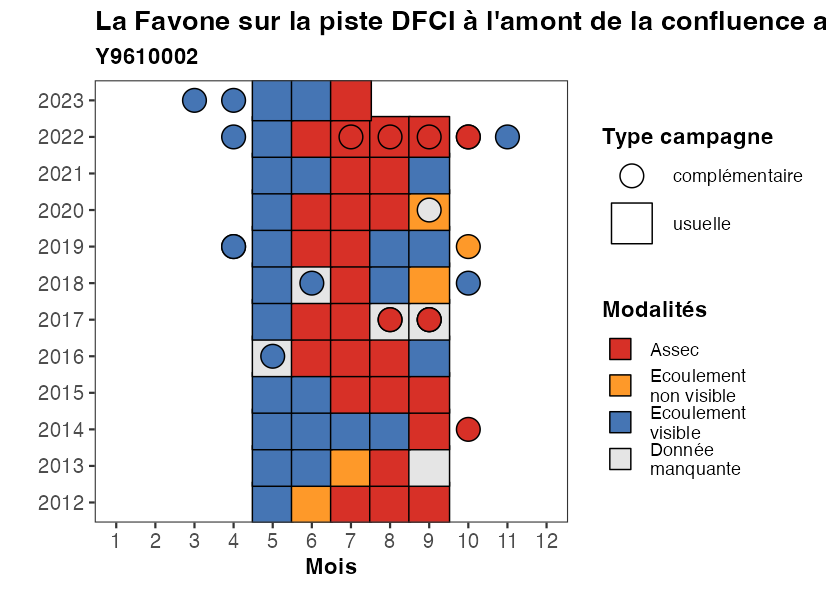 La Favone sur la piste DFCI à l'amont de la confluence a
Y9610002
2023
2022
2021
2020
2019
2018
2017
2016
2015
2014
2013
2012
1 2 3 4 5 6 7 8 9 10 11 12
Mois
Type campagne
complémentaire
usuelle
Modalités
Assec
Ecoulement
non visible
Ecoulement
visible
Donnée
manquante